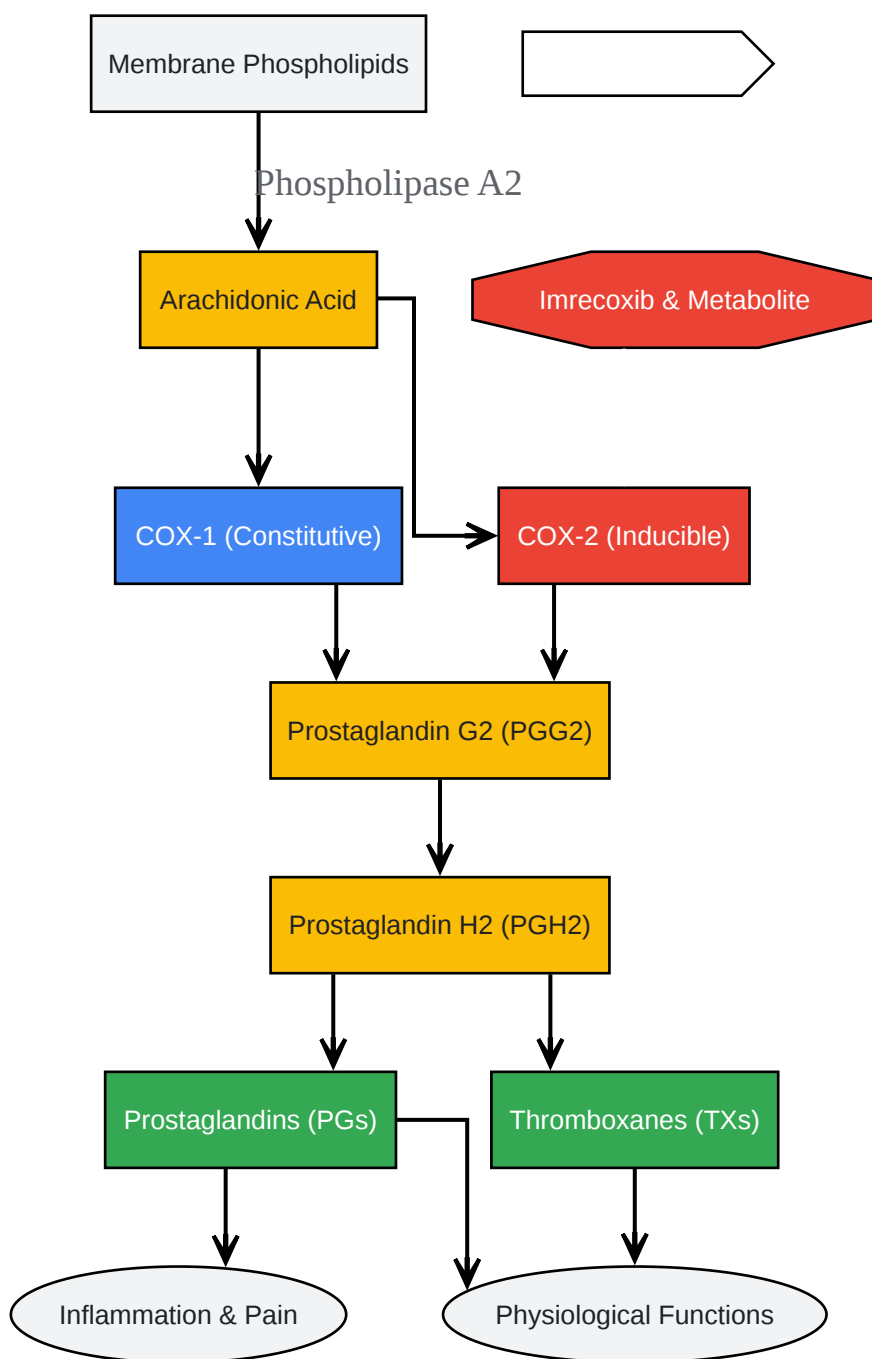 Membrane Phospholipids
Phospholipase A2
Arachidonic Acid
Imrecoxib & Metabolite
COX-1 (Constitutive)
COX-2 (Inducible)
Prostaglandin G2 (PGG2)
Prostaglandin H2 (PGH2)
Prostaglandins (PGs)
Thromboxanes (TXs)
Inflammation & Pain
Physiological Functions